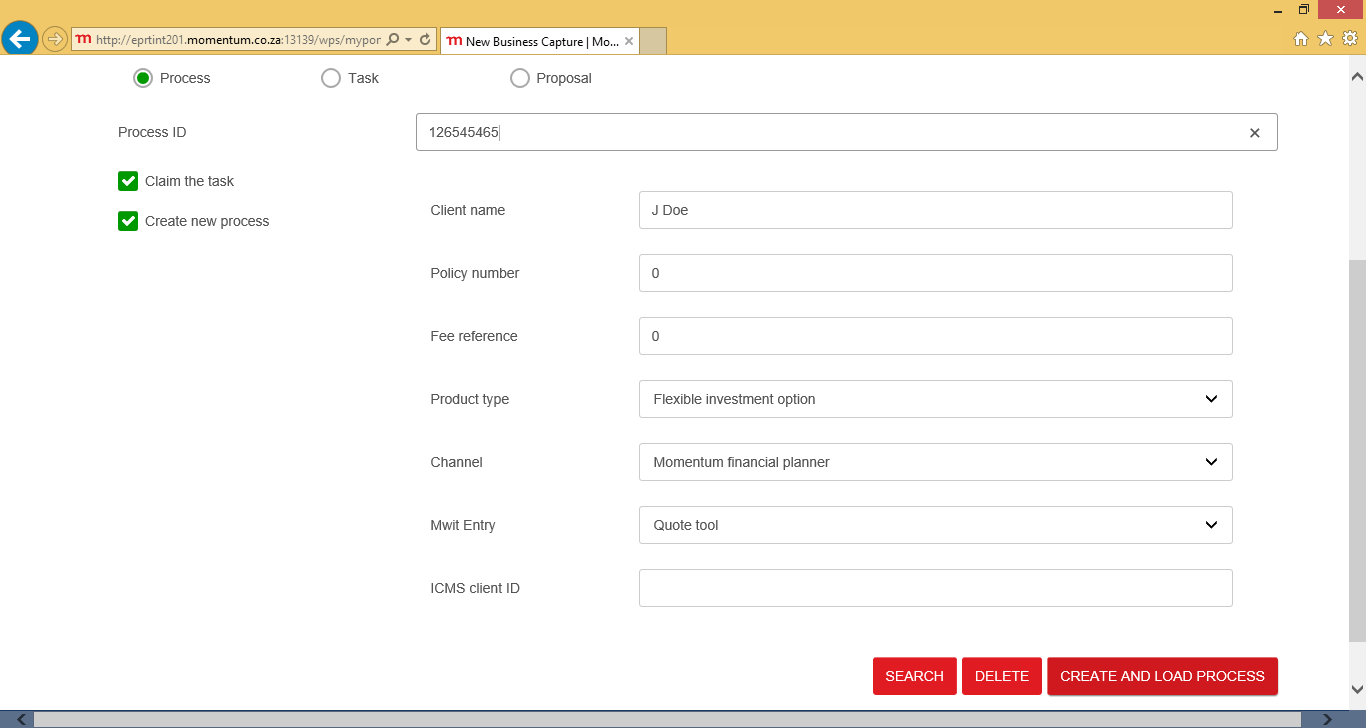 http://eprtint201.momentum.co.za:13139/wps/mypor
m New Business Capture | Mo...
Process Task Proposal
Process ID 126545465
Claim the task
Create new process
Client name J Doe
Policy number 0
Fee reference 0
Product type Flexible investment option
Channel Momentum financial planner
Mwit Entry Quote tool
ICMS client ID
SEARCH DELETE CREATE AND LOAD PROCESS